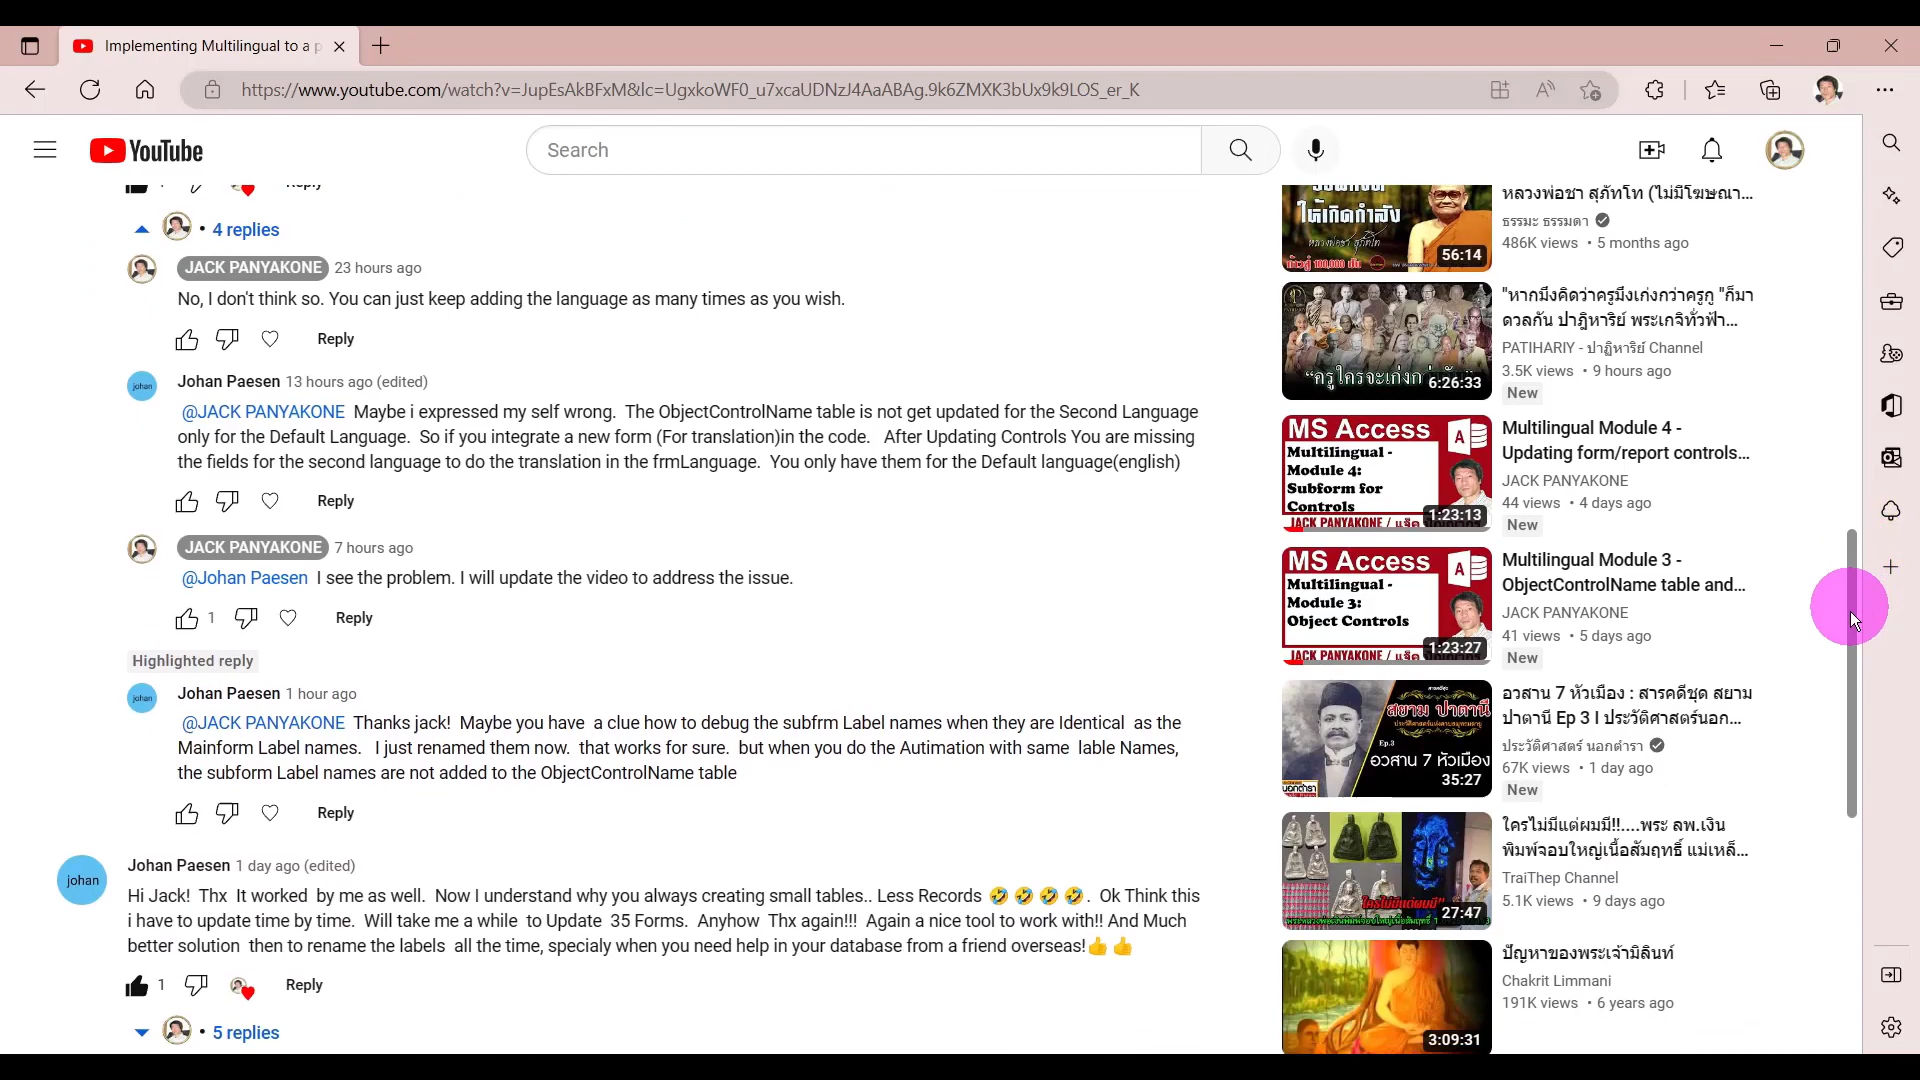 Implementing Multilingual to a p
https://www.youtube.com/watch?v=JupEsAkBFxM&lc=UgxkoWF0_u7xcaUDNzJ4AaABAg.9k6ZMXK3bUx9k9LOS_er_K
YouTube
Search
4 replies
JACK PANYAKONE 23 hours ago
No, I don't think so. You can just keep adding the language as many times as you wish.
Reply
Johan Paesen 13 hours ago (edited)
@JACK PANYAKONE Maybe i expressed my self wrong. The ObjectControlName table is not get updated for the Second Language
only for the Default Language. So if you integrate a new form (For translation)in the code. After Updating Controls You are missing
the fields for the second language to do the translation in the frmLanguage. You only have them for the Default language(english)
Reply
JACK PANYAKONE 7 hours ago
@Johan Paesen I see the problem. I will update the video to address the issue.
1 Reply
Highlighted reply
Johan Paesen 1 hour ago
@JACK PANYAKONE Thanks jack! Maybe you have a clue how to debug the subfrm Label names when they are Identical as the
Mainform Label names. I just renamed them now. that works for sure. but when you do the Autimation with same lable Names,
the subform Label names are not added to the ObjectControlName table
Reply
johan
Johan Paesen 1 day ago (edited)
Hi Jack! Thx It worked by me as well. Now I understand why you always creating small tables.. Less Records 🤣 🤣 🤣 🤣. Ok Think this
i have to update time by time. Will take me a while to Update 35 Forms. Anyhow Thx again!!! Again a nice tool to work with!! And Much
better solution then to rename the labels all the time, specialy when you need help in your database from a friend overseas!👍 👍
1 Reply
5 replies
ให้เกิดกำลัง
หลวงพ่อชา สุภัทโท
56:14
หลวงพ่อชา สุภัทโท (ไม่มีโฆษณา...
ธรรมะ ธรรมดา
486K views • 5 months ago
6:26:33
"หากมึงคิดว่าครูมึงเก่งกว่าครูกู "ก็มา
ดวลกัน ปาฏิหาริย์ พระเกจิทั่วฟ้า...
PATIHARIY - ปาฏิหาริย์ Channel
3.5K views • 9 hours ago
New
MS Access
Multilingual -
Module 4:
Subform for
Controls
JACK PANYAKONE /
1:23:13
Multilingual Module 4 -
Updating form/report controls...
JACK PANYAKONE
44 views • 4 days ago
New
MS Access
Multilingual -
Module 3:
Object Controls
JACK PANYAKONE /
1:23:27
Multilingual Module 3 -
ObjectControlName table and...
JACK PANYAKONE
41 views • 5 days ago
New
สยาม ปาตานี
Ep.3
อวสาน 7 หัวเมือง
35:27
อวสาน 7 หัวเมือง : สารคดีชุด สยาม
ปาตานี Ep 3 I ประวัติศาสตร์นอก...
ประวัติศาสตร์ นอกตำรา
67K views • 1 day ago
New
27:47
ใครไม่มีแต่ผมมี!!....พระ ลพ.เงิน
พิมพ์จอบใหญ่เนื้อสัมฤทธิ์ แม่เหล็...
TraiThep Channel
5.1K views • 9 days ago
3:09:31
ปัญหาของพระเจ้ามิลินท์
Chakrit Limmani
191K views • 6 years ago